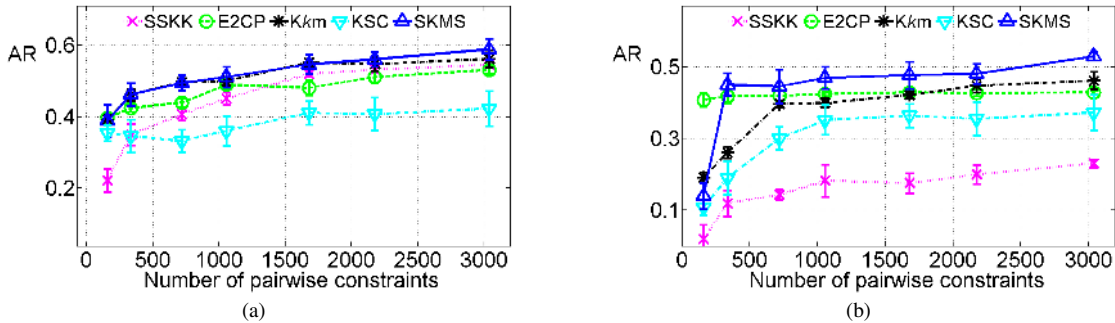 SSKK E2CP Kkm KSC SKMS
AR
0.6
0.4
0.2
0 500 1000 1500 2000 2500 3000
Number of pairwise constraints
(a)
SSKK E2CP Kkm KSC SKMS
AR
0.5
0.3
0.1
0 500 1000 1500 2000 2500 3000
Number of pairwise constraints
(b)